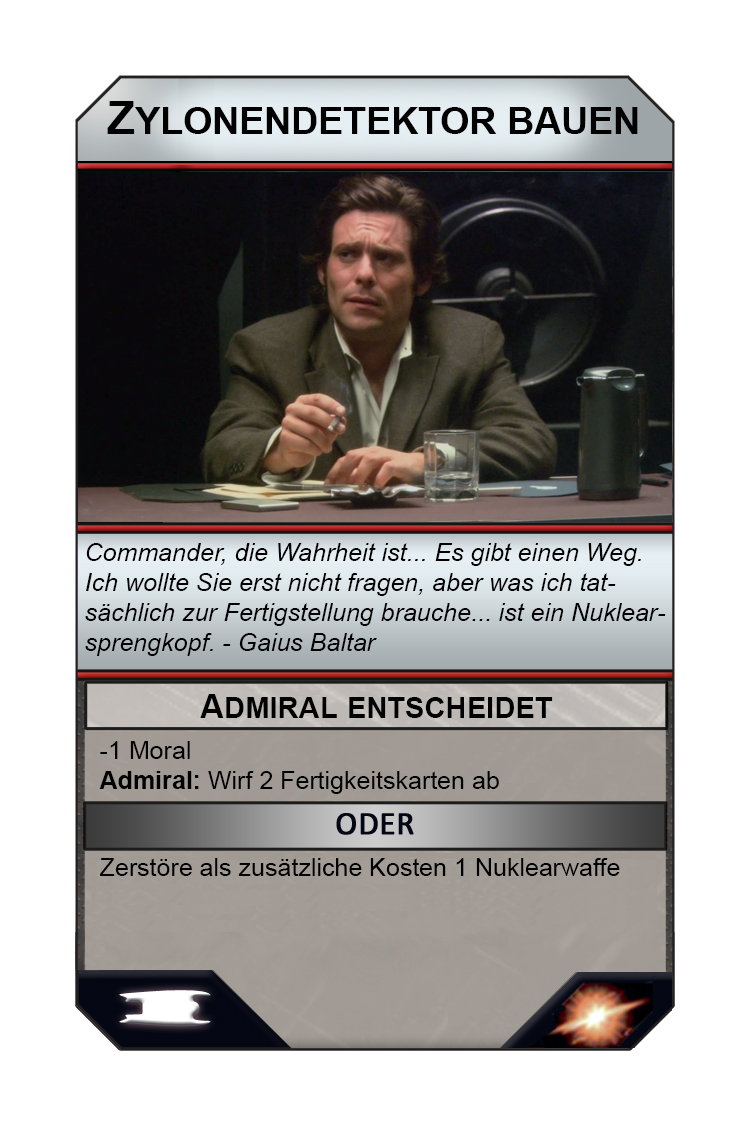 ZYLONENDETEKTOR BAUEN
Commander, die Wahrheit ist... Es gibt einen Weg.
Ich wollte Sie erst nicht fragen, aber was ich tat-
sächlich zur Fertigstellung brauche... ist ein Nuklear-
sprengkopf. - Gaius Baltar
ADMIRAL ENTSCHEIDET
-1 Moral
Admiral: Wirf 2 Fertigkeitskarten ab
ODER
Zerstöre als zusätzliche Kosten 1 Nuklearwaffe